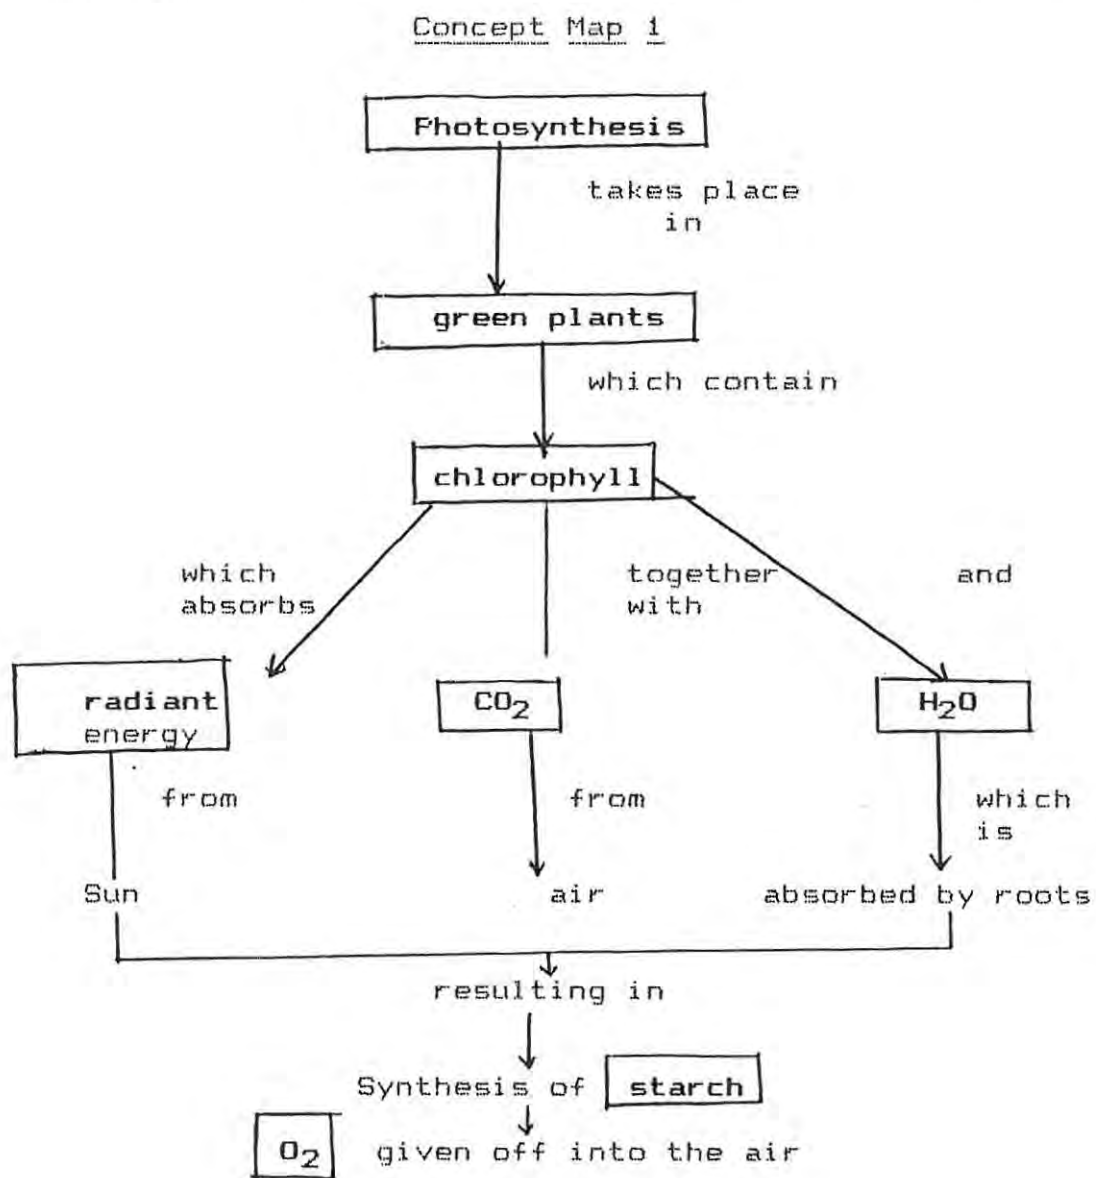 Concept Map 1
Photosynthesis
takes place
in
green plants
which contain
chlorophyll
which
absorbs
together
with
and
radiant
energy
CO₂
H₂O
from
from
which
is
Sun
air
absorbed by roots
resulting in
Synthesis of starch
O₂ given off into the air